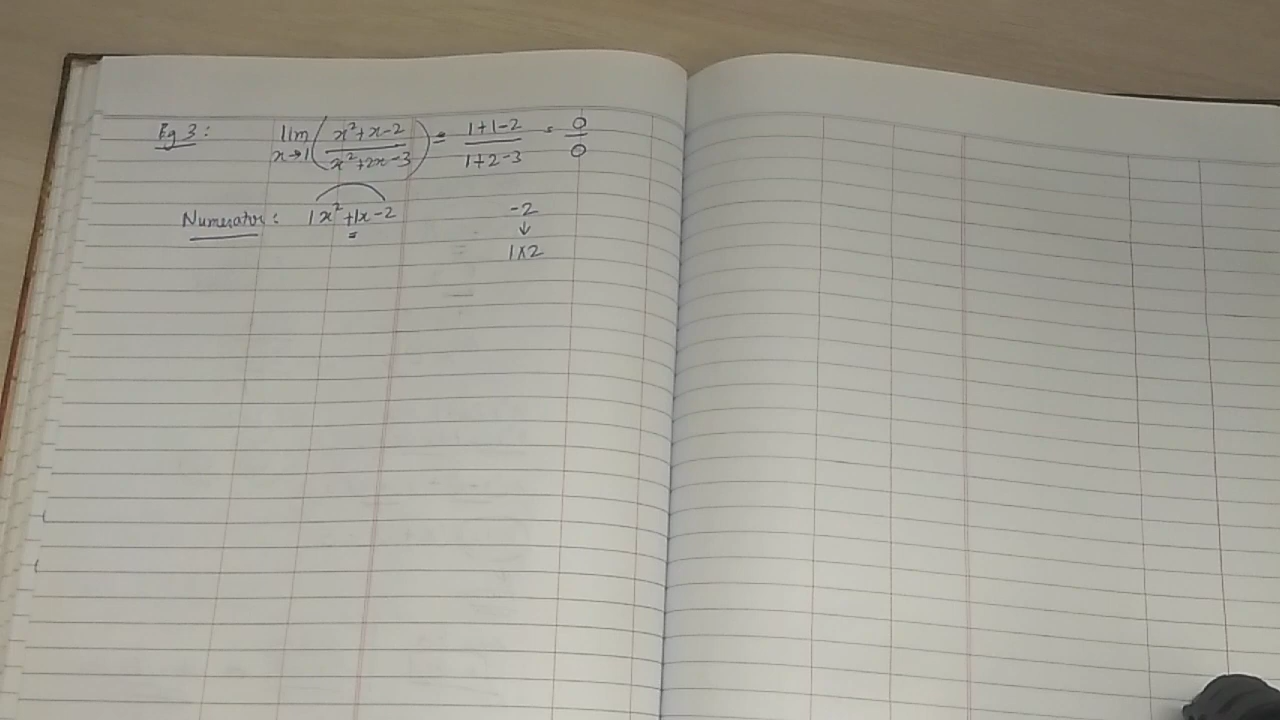 Eg 3: lim x→1 (x²+x-2 / x²+2x-3) = 1+1-2 / 1+2-3 = 0/0
Numerator: 1x²+1x-2 -2
↓
1×2